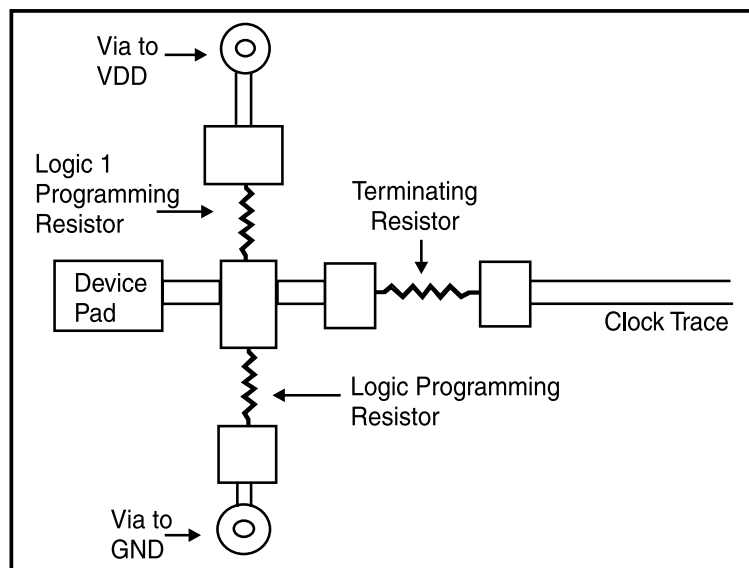 Via to
VDD
Logic 1
Programming
Resistor
Terminating
Resistor
Device
Pad
Clock Trace
Logic Programming
Resistor
Via to
GND